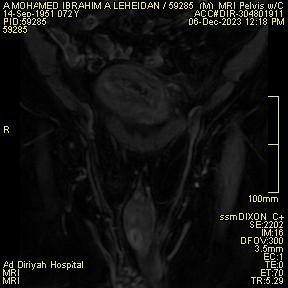 A MOHAMED IBRAHIM A LEHEIDAN / 59285 (M) MRI Pelvis w/C
14-Sep-1951 072Y ACC#DIR-304801911
PID:59285 06-Dec-2023 12:18 PM
59285
R
100mm
ssmDIXON_C+
SE:2202
IM:16
DFOV:300
3.5mm
EC:1
TE:0
ET:70
TR:5.29
Ad Diriyah Hospital
MRI
MRI